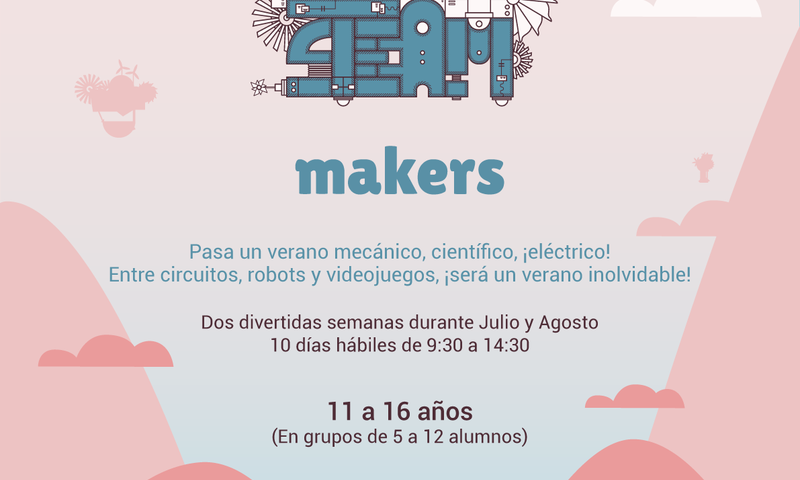 STEAM
makers
Pasa un verano mecánico, científico, ¡eléctrico!
Entre circuitos, robots y videojuegos, ¡será un verano inolvidable!
Dos divertidas semanas durante Julio y Agosto
10 días hábiles de 9:30 a 14:30
11 a 16 años
(En grupos de 5 a 12 alumnos)